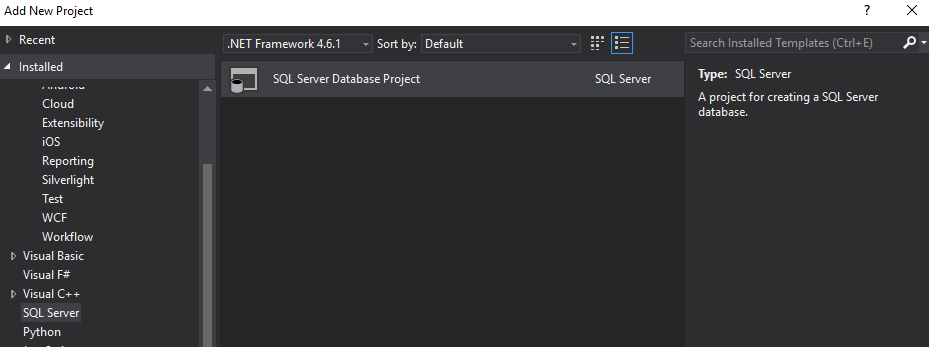 Add New Project
? ×
Recent
.NET Framework 4.6.1
Sort by: Default
Search Installed Templates (Ctrl+E)
Installed
SQL Server Database Project
SQL Server
Type: SQL Server
A project for creating a SQL Server
database.
Android
Cloud
Extensibility
iOS
Reporting
Silverlight
Test
WCF
Workflow
Visual Basic
Visual F#
Visual C++
SQL Server
Python